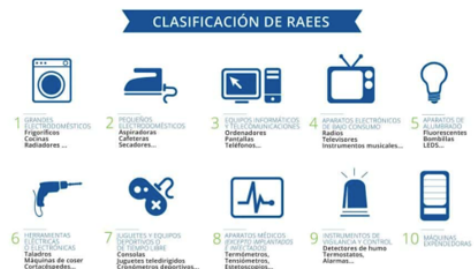 CLASIFICACIÓN DE RAEES
1 GRANDES
ELECTRODOMÉSTICOS
Frigoríficos
Cocinas
Radiadores ...
2 PEQUEÑOS
ELECTRODOMÉSTICOS
Aspiradoras
Cafeteras
Secadores...
3 EQUIPOS INFORMÁTICOS
Y TELECOMUNICACIONES
Ordenadores
Pantallas
Teléfonos...
4 APARATOS ELECTRÓNICOS
DE BAJO CONSUMO
Radios
Televisores
Instrumentos musicales...
5 APARATOS DE
ALUMBRADO
Fluorescentes
Bombillas
LEDS...
6 HERRAMIENTAS
ELÉCTRICAS
O ELECTRÓNICAS
Taladros
Máquinas de coser
Cortacéspedes...
7 JUGUETES Y EQUIPOS
DEPORTIVOS O
DE TIEMPO LIBRE
Consolas
Juguetes teledirigidos
Cronómetros deportivos...
8 APARATOS MÉDICOS
(EXCEPTO IMPLANTADOS
E INFECTADOS)
Termómetros,
Tensiómetros
Estetoscopios...
9 INSTRUMENTOS DE
VIGILANCIA Y CONTROL
Detectores de humo
Termostatos,
Alarmas...
10 MÁQUINAS
EXPENDEDORAS